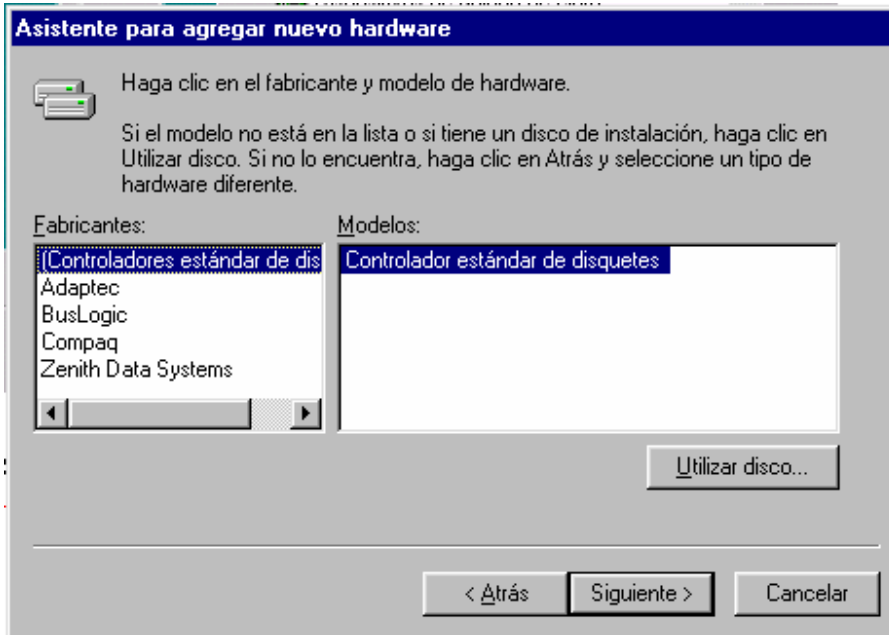 Asistente para agregar nuevo hardware
Haga clic en el fabricante y modelo de hardware.
Si el modelo no está en la lista o si tiene un disco de instalación, haga clic en
Utilizar disco. Si no lo encuentra, haga clic en Atrás y seleccione un tipo de
hardware diferente.
Fabricantes:
Modelos:
(Controladores estándar de dis
Controlador estándar de disquetes
Adaptec
BusLogic
Compaq
Zenith Data Systems
Utilizar disco...
< Atrás
Siguiente >
Cancelar